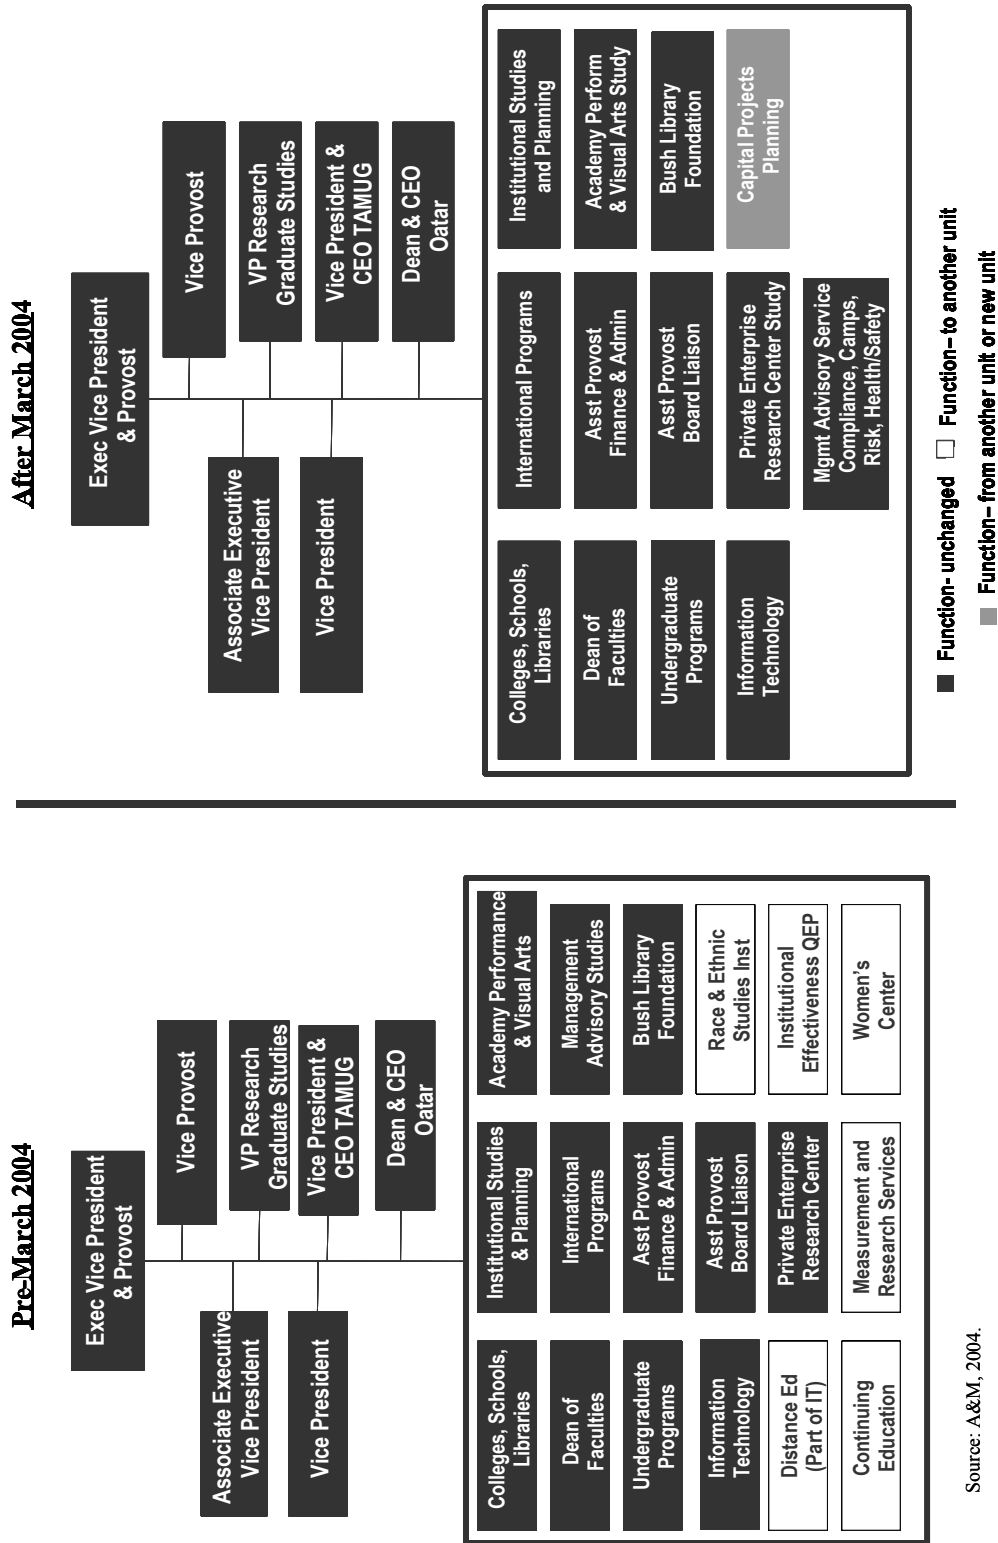 Pre-March 2004
Exec Vice President
& Provost
Associate Executive
Vice President
Vice President
Vice Provost
VP Research
Graduate Studies
Vice President &
CEO TAMUG
Dean & CEO
Qatar
Colleges, Schools,
Libraries
Dean of
Faculties
Undergraduate
Programs
Information
Technology
Distance Ed
(Part of IT)
Continuing
Education
Institutional Studies
& Planning
International
Programs
Asst Provost
Finance & Admin
Asst Provost
Board Liaison
Private Enterprise
Research Center
Measurement and
Research Services
Academy Performance
& Visual Arts
Management
Advisory Studies
Bush Library
Foundation
Race & Ethnic
Studies Inst
Institutional
Effectiveness QEP
Women's
Center
Source: A&M, 2004.
After March 2004
Exec Vice President
& Provost
Associate Executive
Vice President
Vice President
Vice Provost
VP Research
Graduate Studies
Vice President &
CEO TAMUG
Dean & CEO
Qatar
Colleges, Schools,
Libraries
Dean of
Faculties
Undergraduate
Programs
Information
Technology
International Programs
Asst Provost
Finance & Admin
Asst Provost
Board Liaison
Private Enterprise
Research Center Study
Mgmt Advisory Service
Compliance, Camps,
Risk, Health/Safety
Institutional Studies
and Planning
Academy Perform
& Visual Arts Study
Bush Library
Foundation
Capital Projects
Planning
Function- unchanged
Function– to another unit
Function– from another unit or new unit